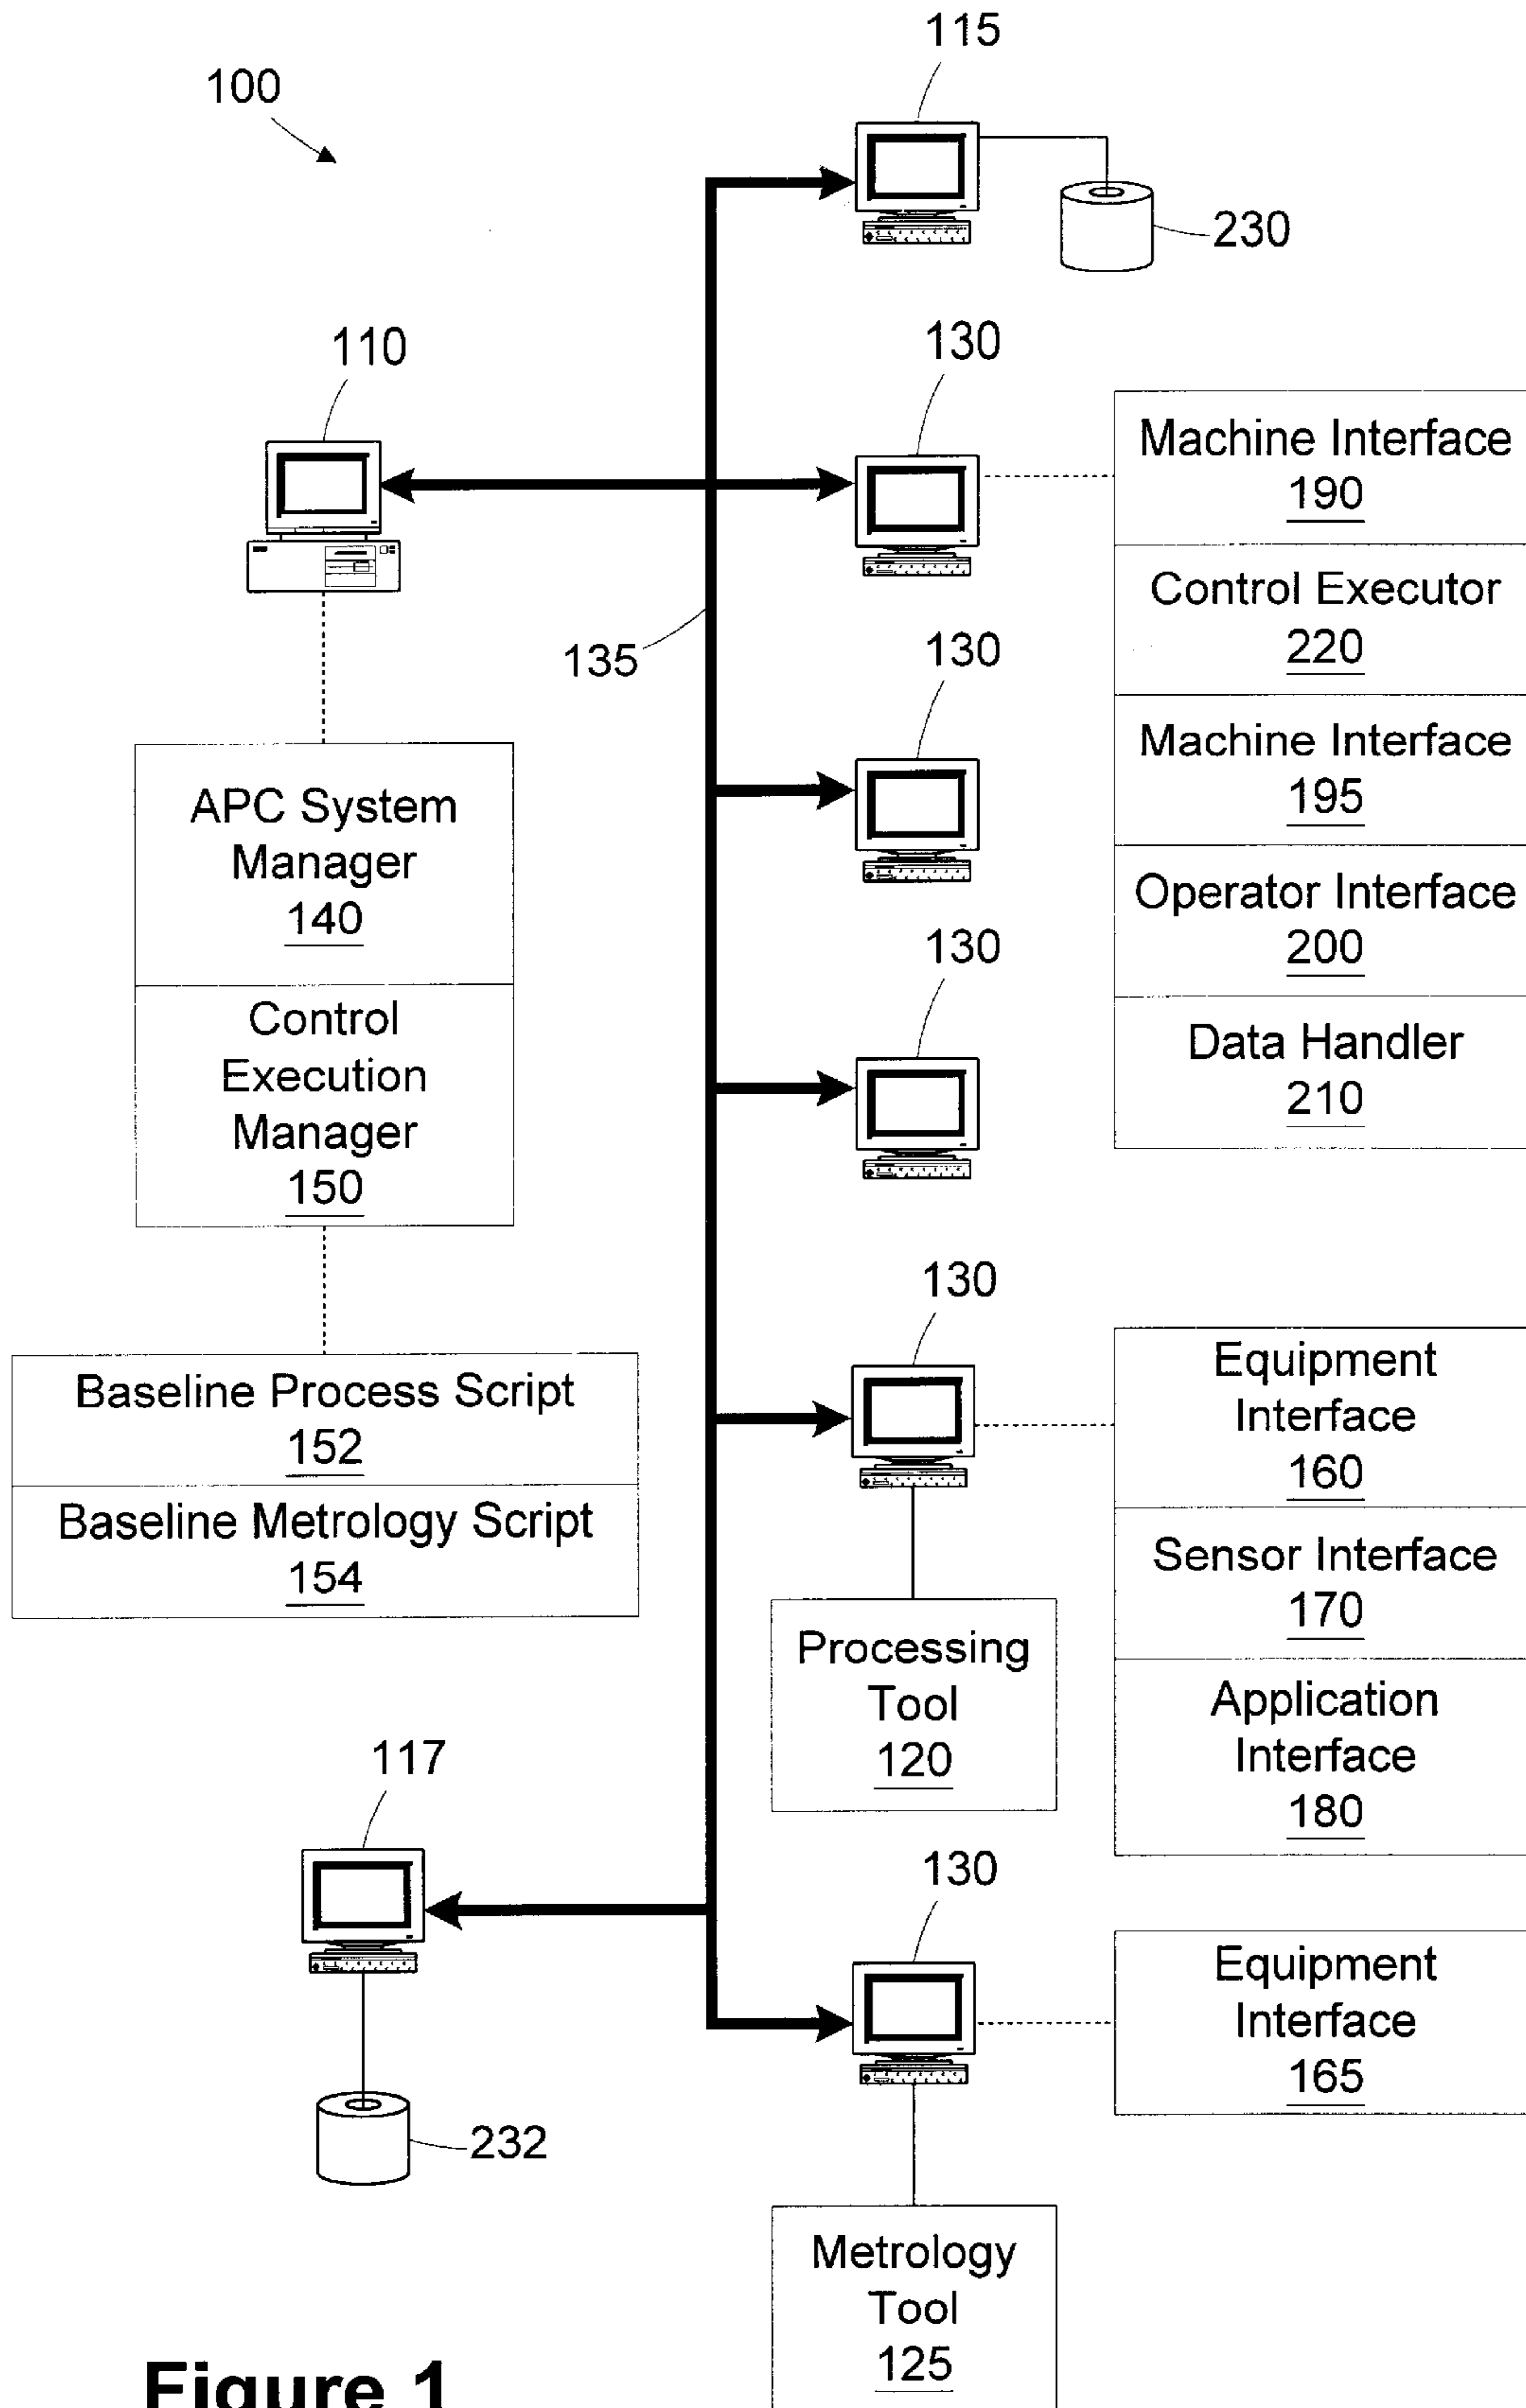 100
115
230
110
130
Machine Interface
190
Control Executor
220
135
130
Machine Interface
195
APC System
Manager
140
Operator Interface
200
130
Control
Execution
Manager
150
Data Handler
210
130
Baseline Process Script
152
Baseline Metrology Script
154
Equipment
Interface
160
Sensor Interface
170
Processing
Tool
120
Application
Interface
180
117
130
Equipment
Interface
165
232
Metrology
Tool
125
Figure 1